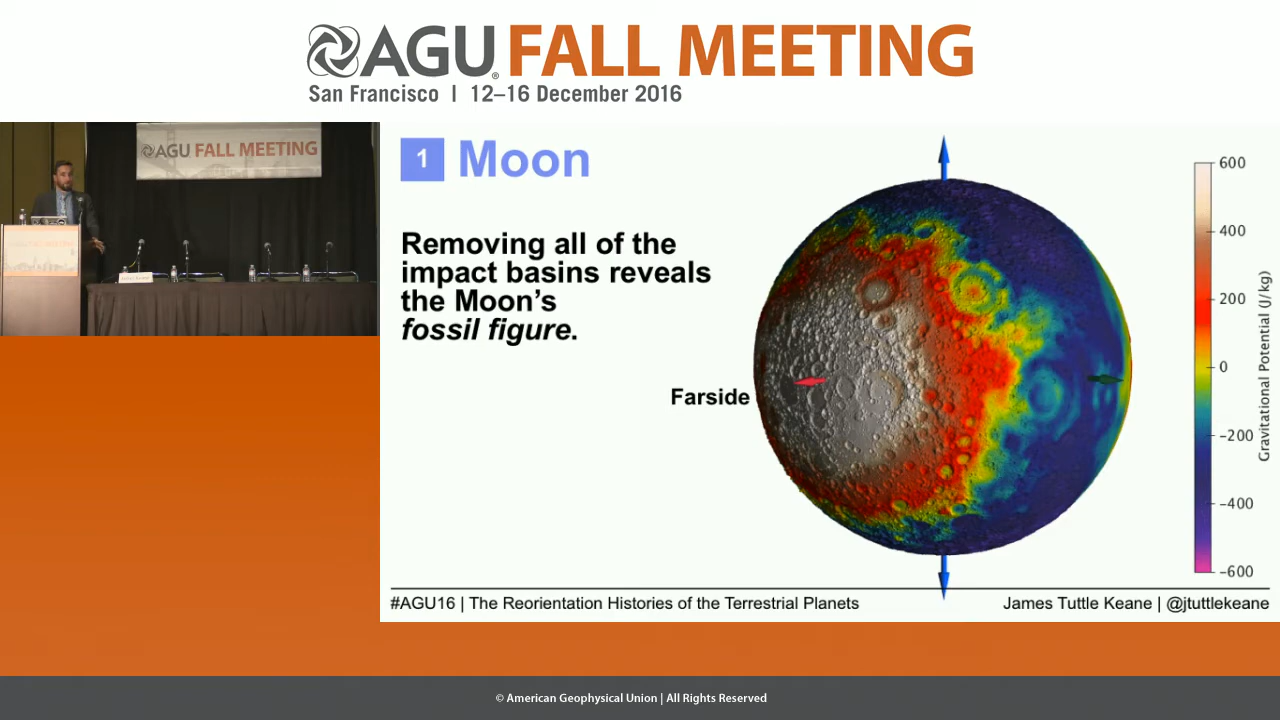 AGU FALL MEETING
San Francisco | 12–16 December 2016
AGU FALL MEETING
1 Moon
Removing all of the
impact basins reveals
the Moon's
fossil figure.
Farside
600
400
200
0
−200
−400
−600
Gravitational Potential (J/kg)
#AGU16 | The Reorientation Histories of the Terrestrial Planets
James Tuttle Keane | @jtuttlekeane
© American Geophysical Union | All Rights Reserved